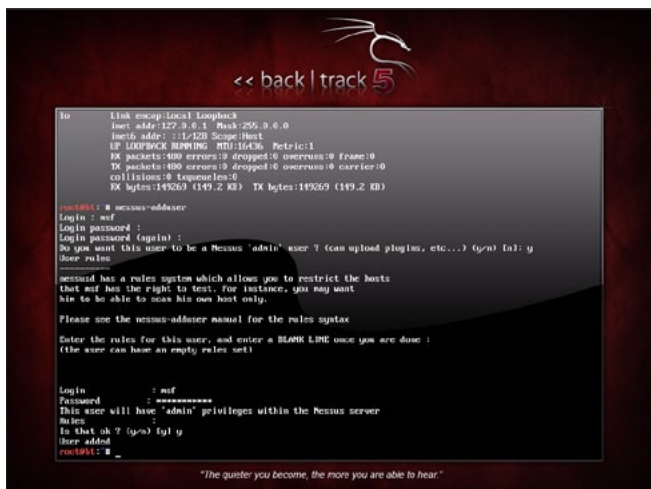 << back | track 5
lo Link encap:Local Loopback
inet addr:127.0.0.1 Mask:255.0.0.0
inet6 addr: ::1/128 Scope:Host
UP LOOPBACK RUNNING MTU:16436 Metric:1
RX packets:480 errors:0 dropped:0 overruns:0 frame:0
TX packets:480 errors:0 dropped:0 overruns:0 carrier:0
collisions:0 txqueuelen:0
RX bytes:149269 (149.2 KB) TX bytes:149269 (149.2 KB)
root@bt:~# nessus-adduser
Login : msf
Login password :
Login password (again) :
Do you want this user to be a Nessus 'admin' user ? (can upload plugins, etc...) (y/n) [n]: y
User rules
----------
nessusd has a rules system which allows you to restrict the hosts
that msf has the right to test. For instance, you may want
him to be able to scan his own host only.
Please see the nessus-adduser manual for the rules syntax
Enter the rules for this user, and enter a BLANK LINE once you are done :
(the user can have an empty rules set)
Login : msf
Password : ***********
This user will have 'admin' privileges within the Nessus server
Rules :
Is that ok ? (y/n) [y] y
User added
root@bt:~# _
"The quieter you become, the more you are able to hear."